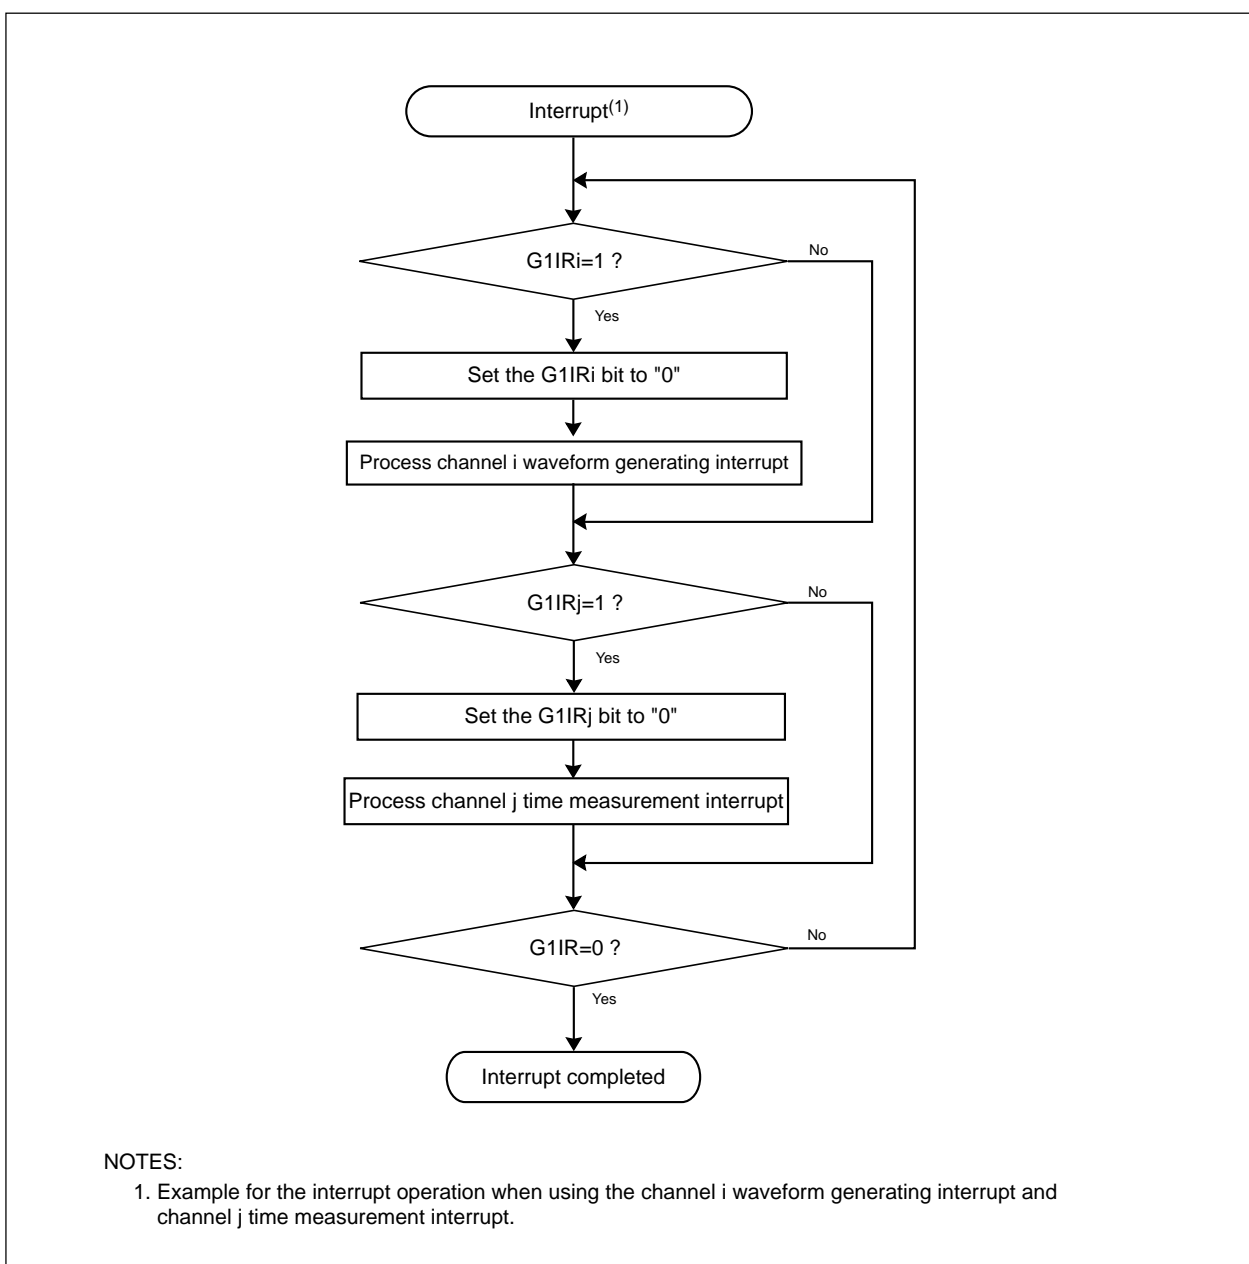 Interrupt(1)
G1IRi=1 ?
No
Yes
Set the G1IRi bit to "0"
Process channel i waveform generating interrupt
G1IRj=1 ?
No
Yes
Set the G1IRj bit to "0"
Process channel j time measurement interrupt
G1IR=0 ?
No
Yes
Interrupt completed
NOTES:
1. Example for the interrupt operation when using the channel i waveform generating interrupt and
channel j time measurement interrupt.